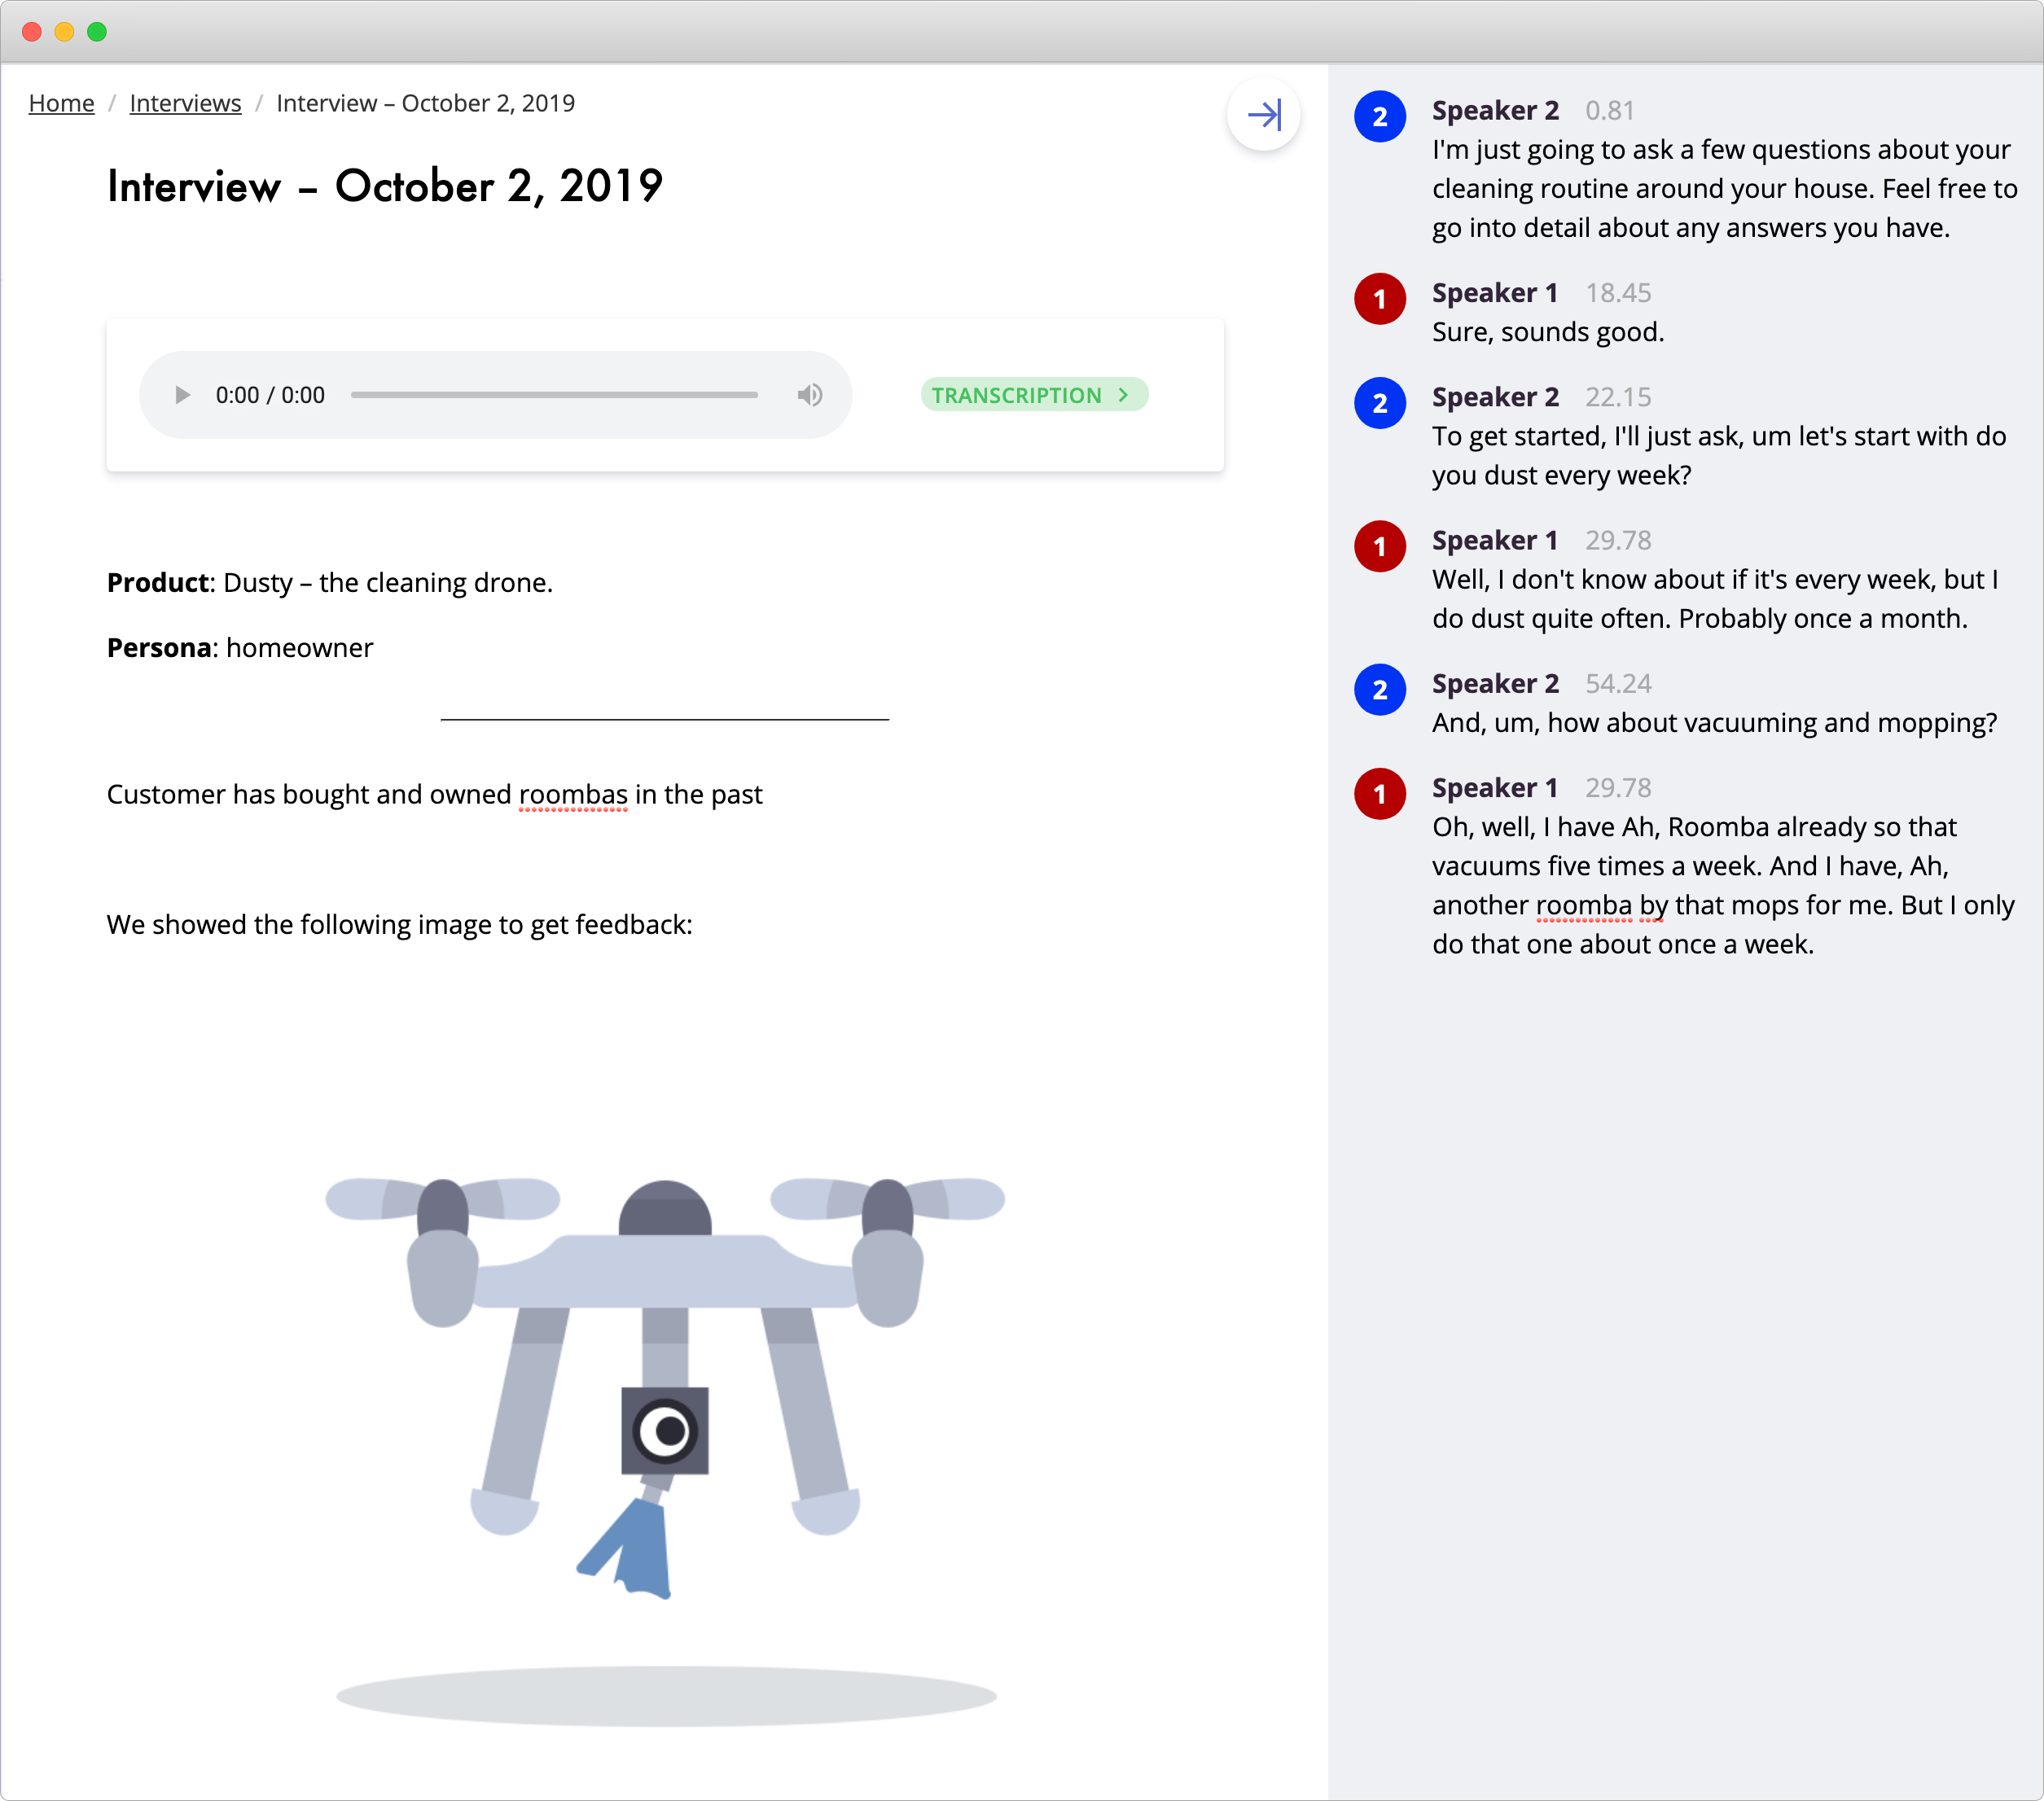 Home / Interviews / Interview – October 2, 2019
Interview – October 2, 2019
0:00 / 0:00
TRANSCRIPTION >
Product: Dusty – the cleaning drone.
Persona: homeowner
Customer has bought and owned roombas in the past
We showed the following image to get feedback:
2 Speaker 2 0.81
I'm just going to ask a few questions about your
cleaning routine around your house. Feel free to
go into detail about any answers you have.
1 Speaker 1 18.45
Sure, sounds good.
2 Speaker 2 22.15
To get started, I'll just ask, um let's start with do
you dust every week?
1 Speaker 1 29.78
Well, I don't know about if it's every week, but I
do dust quite often. Probably once a month.
2 Speaker 2 54.24
And, um, how about vacuuming and mopping?
1 Speaker 1 29.78
Oh, well, I have Ah, Roomba already so that
vacuums five times a week. And I have, Ah,
another roomba by that mops for me. But I only
do that one about once a week.